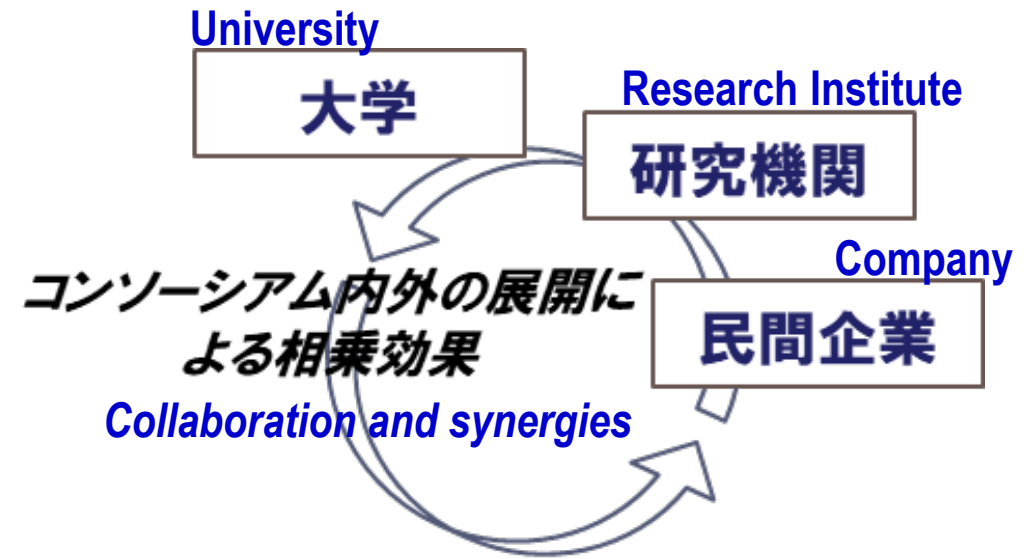 University
大学
Research Institute
研究機関
Company
民間企業
コンソーシアム内外の展開に
よる相乗効果
Collaboration and synergies